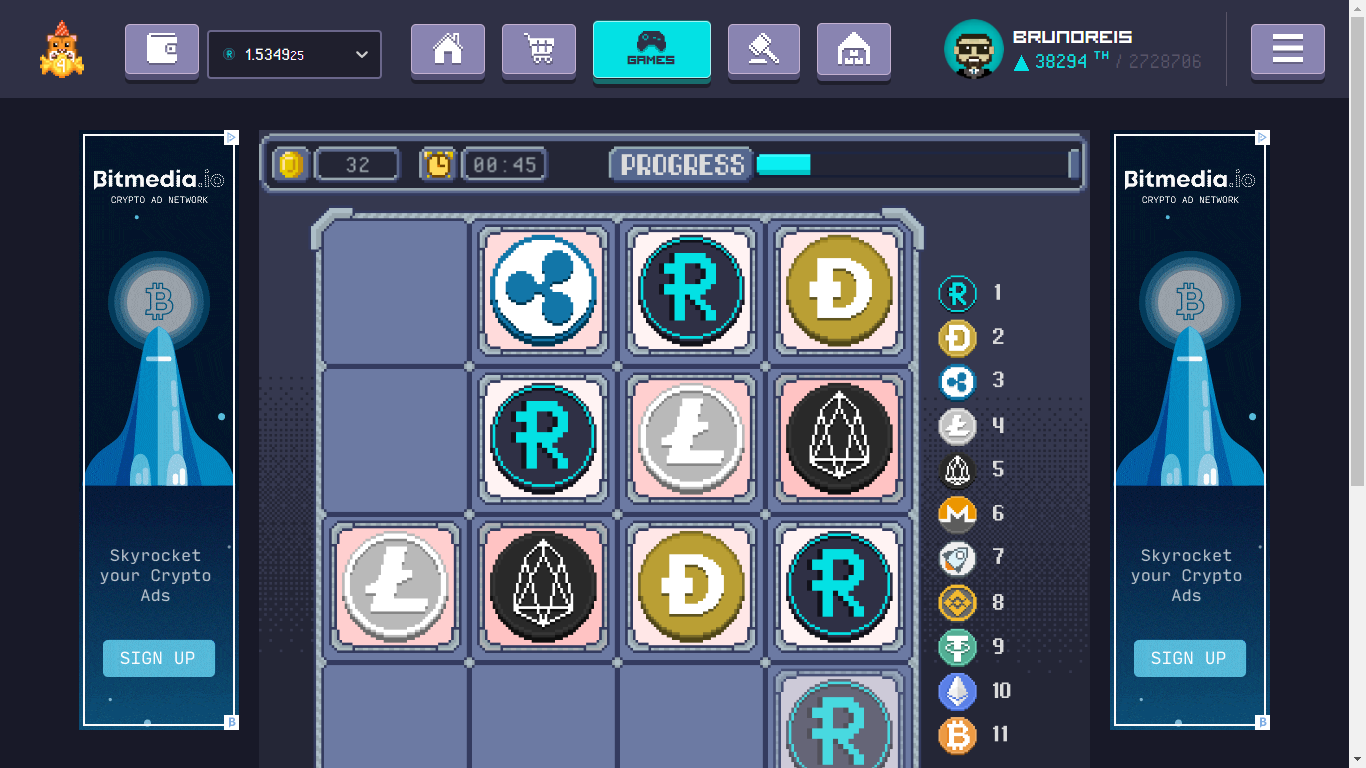 1.534925
GAMES
BRUNOREIS
38294 TH / 2728706
Bitmedia.io
CRYPTO AD NETWORK
Skyrocket
your Crypto
Ads
SIGN UP
32
00:45
PROGRESS
1
2
3
4
5
6
7
8
9
10
11
Bitmedia.io
CRYPTO AD NETWORK
Skyrocket
your Crypto
Ads
SIGN UP